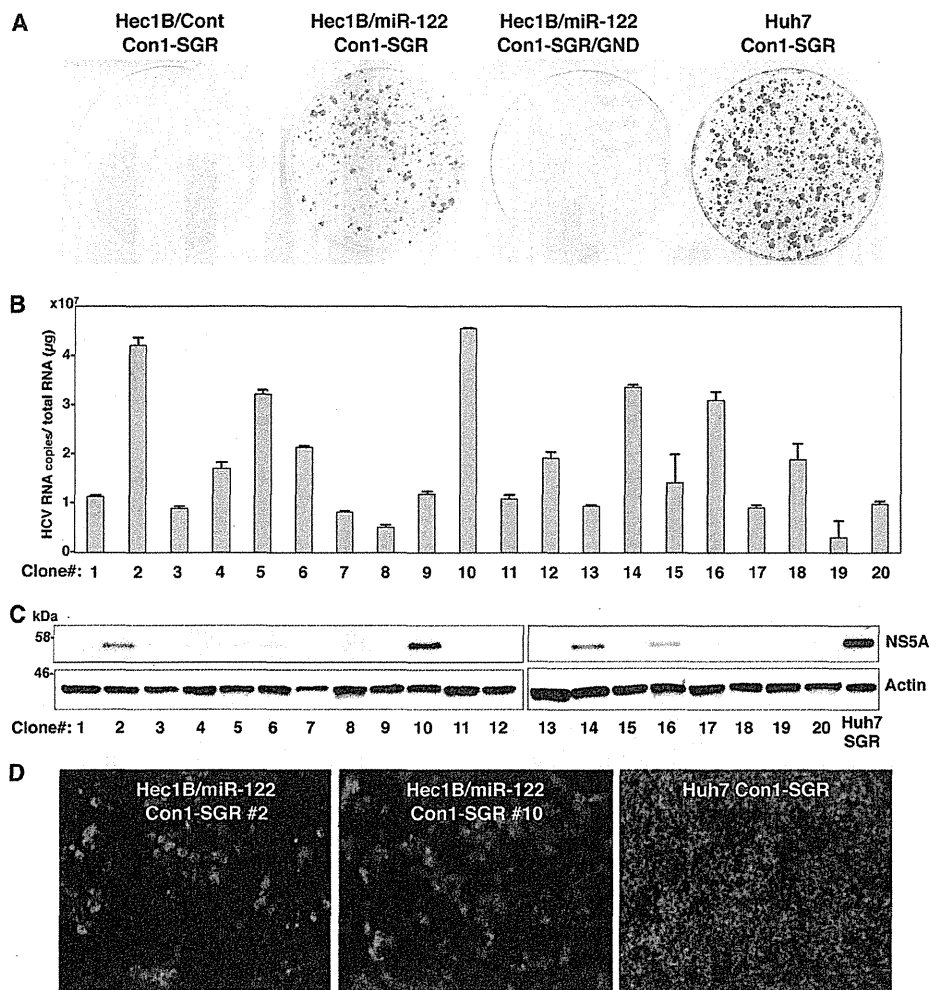 A
Hec1B/Cont
Con1-SGR
Hec1B/miR-122
Con1-SGR
Hec1B/miR-122
Con1-SGR/GND
Huh7
Con1-SGR
B
x10⁷
HCV RNA copies/ total RNA (µg)
4
3
2
1
0
Clone#: 1 2 3 4 5 6 7 8 9 10 11 12 13 14 15 16 17 18 19 20
C
kDa
58
NS5A
46
Actin
Clone#: 1 2 3 4 5 6 7 8 9 10 11 12 13 14 15 16 17 18 19 20 Huh7
SGR
D
Hec1B/miR-122
Con1-SGR #2
Hec1B/miR-122
Con1-SGR #10
Huh7 Con1-SGR